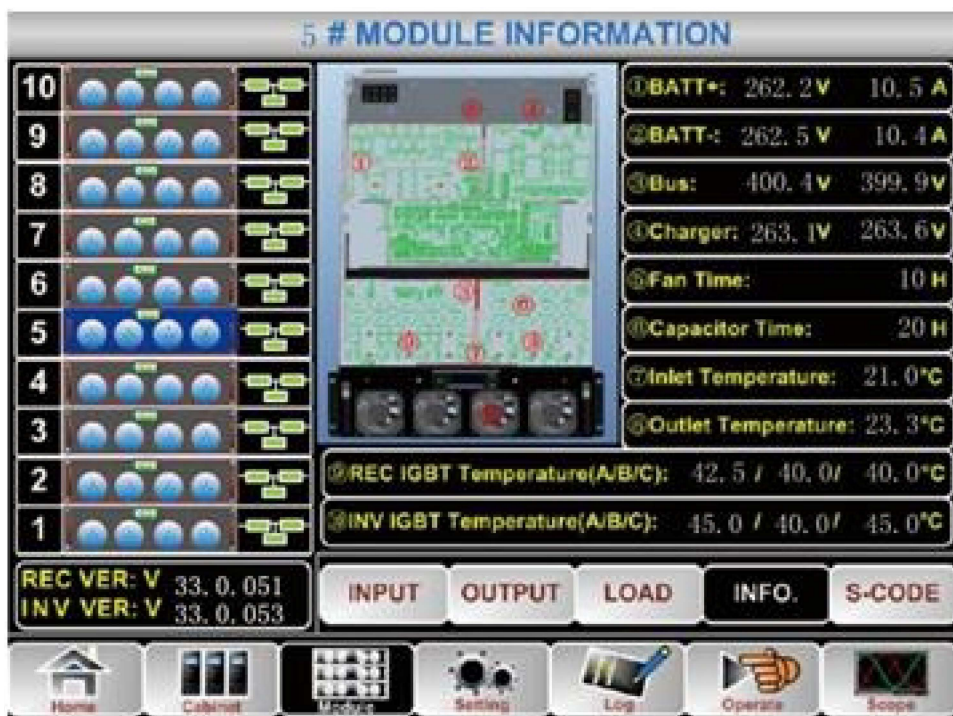 5 # MODULE INFORMATION
10
9
8
7
6
5
4
3
2
1
①BATT+: 262.2V 10.5 A
②BATT-: 262.5 V 10.4A
③Bus: 400.4V 399.9V
④Charger: 263.1V 263.6V
⑤Fan Time: 10 H
⑥Capacitor Time: 20 H
⑦Inlet Temperature: 21.0°C
⑧Outlet Temperature: 23.3°C
⑨REC IGBT Temperature(A/B/C): 42.5 / 40.0/ 40.0°C
⑩INV IGBT Temperature(A/B/C): 45.0 / 40.0/ 45.0°C
REC VER: V 33.0.051
INV VER: V 33.0.053
INPUT OUTPUT LOAD INFO. S-CODE
Home Cabinet Module Setting Log Operate Scope